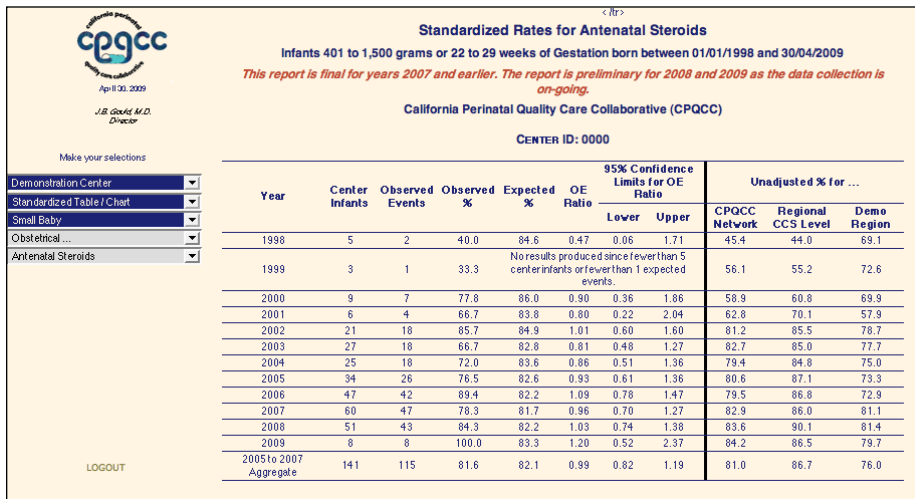 < /tr>
california perinatal
cpqcc
quality care collaborative
April 30, 2009
J.B. Gould, M.D.
Director
Make your selections
Demonstration Center
Standardized Table / Chart
Small Baby
Obstetrical ...
Antenatal Steroids
LOGOUT
Standardized Rates for Antenatal Steroids
Infants 401 to 1,500 grams or 22 to 29 weeks of Gestation born between 01/01/1998 and 30/04/2009
This report is final for years 2007 and earlier. The report is preliminary for 2008 and 2009 as the data collection is
on-going.
California Perinatal Quality Care Collaborative (CPQCC)
CENTER ID: 0000
Year Center Infants Observed Events Observed % Expected % OE Ratio 95% Confidence Limits for OE Ratio Unadjusted % for ...
Lower Upper CPQCC Network Regional CCS Level Demo Region
1998 5 2 40.0 84.6 0.47 0.06 1.71 45.4 44.0 69.1
1999 3 1 33.3 No results produced since fewer than 5 center infants or fewer than 1 expected events. 56.1 55.2 72.6
2000 9 7 77.8 86.0 0.90 0.36 1.86 58.9 60.8 69.9
2001 6 4 66.7 83.8 0.80 0.22 2.04 62.8 70.1 57.9
2002 21 18 85.7 84.9 1.01 0.60 1.60 81.2 85.5 78.7
2003 27 18 66.7 82.8 0.81 0.48 1.27 82.7 85.0 77.7
2004 25 18 72.0 83.6 0.86 0.51 1.36 79.4 84.8 75.0
2005 34 26 76.5 82.6 0.93 0.61 1.36 80.6 87.1 73.3
2006 47 42 89.4 82.2 1.09 0.78 1.47 79.5 86.8 72.9
2007 60 47 78.3 81.7 0.96 0.70 1.27 82.9 86.0 81.1
2008 51 43 84.3 82.2 1.03 0.74 1.38 83.6 90.1 81.4
2009 8 8 100.0 83.3 1.20 0.52 2.37 84.2 86.5 79.7
2005 to 2007 Aggregate 141 115 81.6 82.1 0.99 0.82 1.19 81.0 86.7 76.0